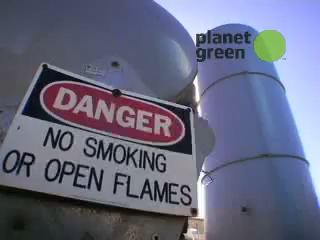 planet
green
DANGER
NO SMOKING
OR OPEN FLAMES